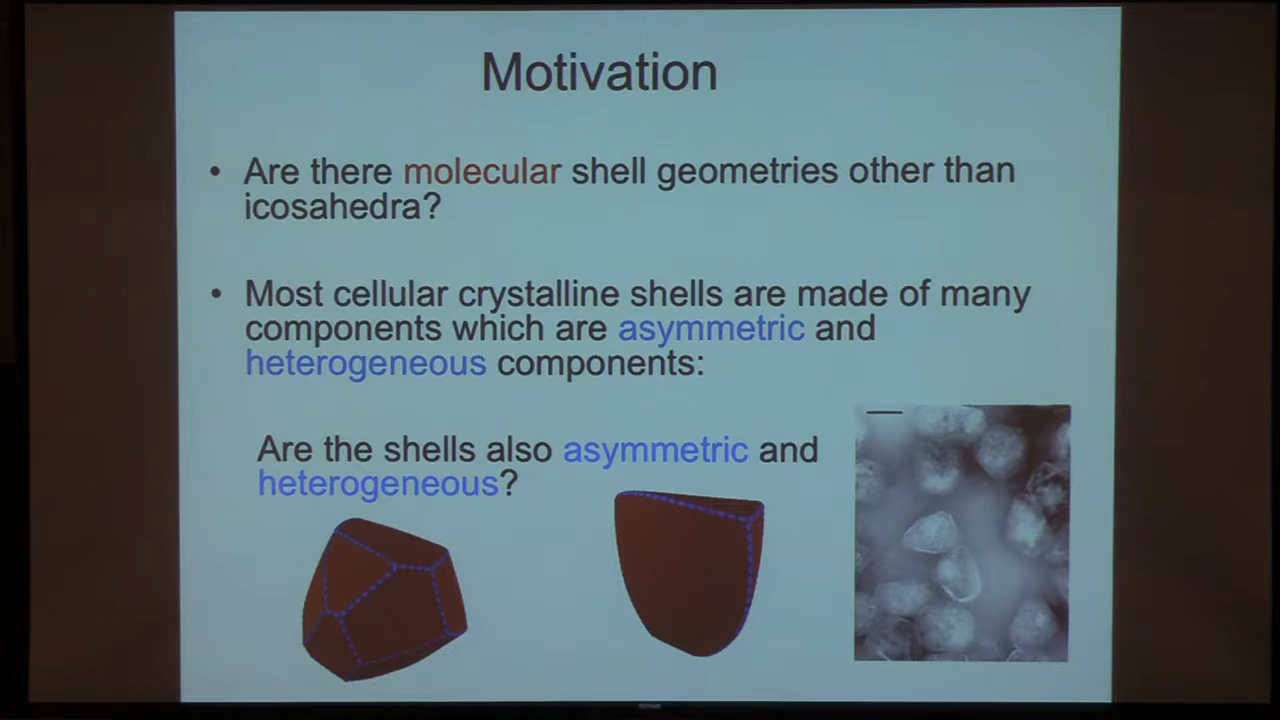 Motivation
• Are there molecular shell geometries other than
icosahedra?
• Most cellular crystalline shells are made of many
components which are asymmetric and
heterogeneous components:
Are the shells also asymmetric and
heterogeneous?